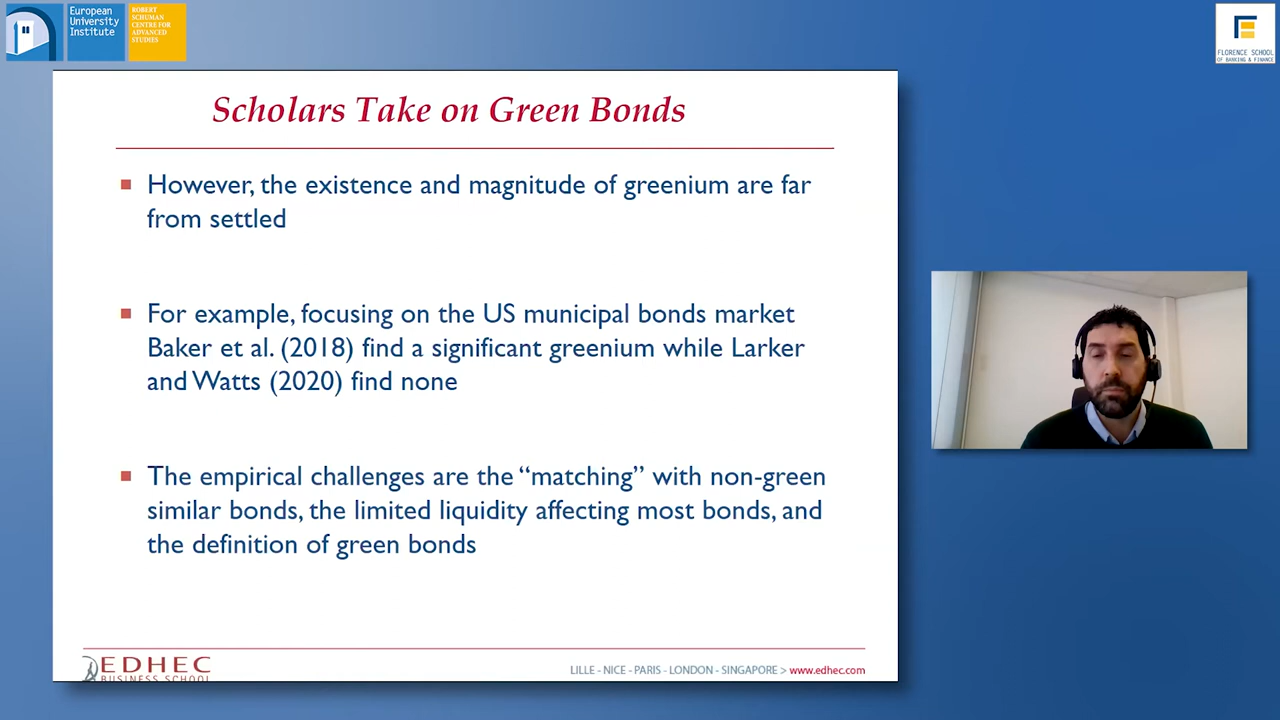 European
University
Institute
ROBERT
SCHUMAN
CENTRE FOR
ADVANCED
STUDIES
FLORENCE SCHOOL
OF BANKING & FINANCE
Scholars Take on Green Bonds
However, the existence and magnitude of greenium are far
from settled
For example, focusing on the US municipal bonds market
Baker et al. (2018) find a significant greenium while Larker
and Watts (2020) find none
The empirical challenges are the “matching” with non-green
similar bonds, the limited liquidity affecting most bonds, and
the definition of green bonds
EDHEC
BUSINESS SCHOOL
LILLE - NICE - PARIS - LONDON - SINGAPORE > www.edhec.com